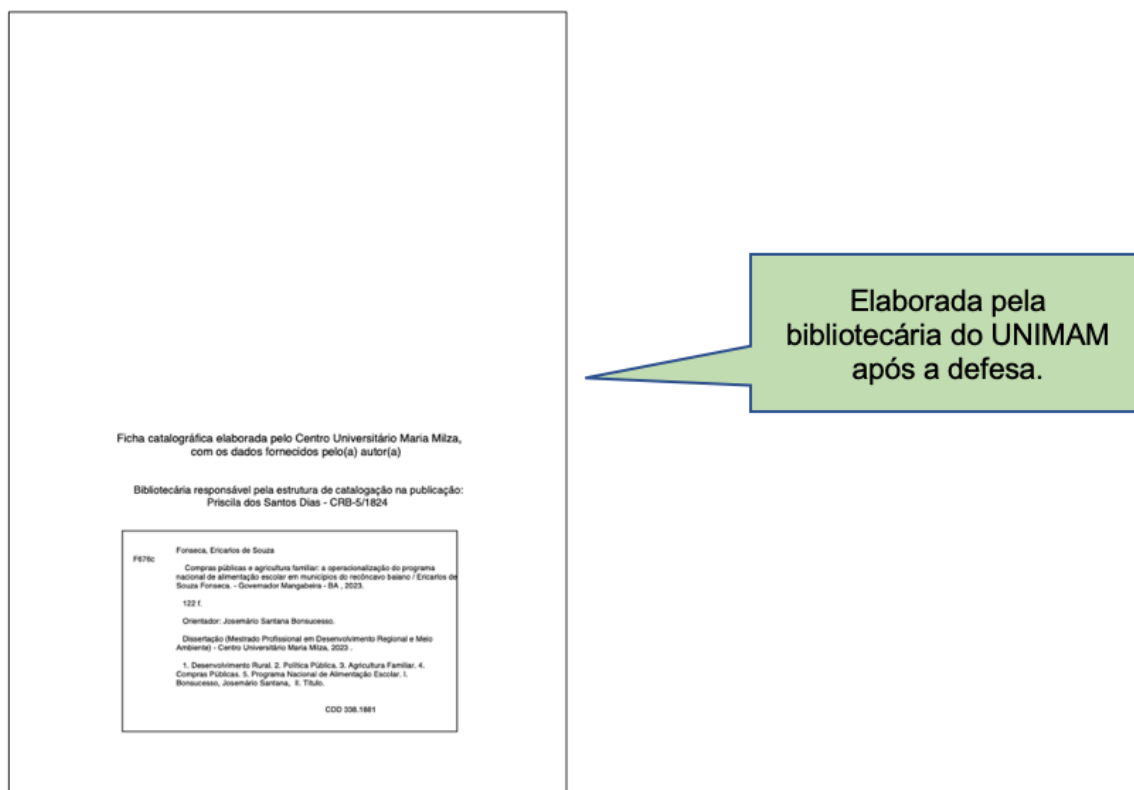 Ficha catalográfica elaborada pelo Centro Universitário Maria Milza,
com os dados fornecidos pelo(a) autor(a)
Bibliotecária responsável pela estrutura de catalogação na publicação:
Priscila dos Santos Dias - CRB-5/1824
Fonseca, Ericarlos de Souza
F676c
Compras públicas e agricultura familiar: a operacionalização do programa
nacional de alimentação escolar em municípios do recôncavo baiano / Ericarlos de
Souza Fonseca. - Governador Mangabeira - BA , 2023.
122 f.
Orientador: Josemário Santana Bonsucesso.
Dissertação (Mestrado Profissional em Desenvolvimento Regional e Meio
Ambiente) - Centro Universitário Maria Milza, 2023 .
1. Desenvolvimento Rural. 2. Política Pública. 3. Agricultura Familiar. 4.
Compras Públicas. 5. Programa Nacional de Alimentação Escolar. I.
Bonsucesso, Josemário Santana, II. Título.
CDD 338.1881
Elaborada pela
bibliotecária do UNIMAM
após a defesa.